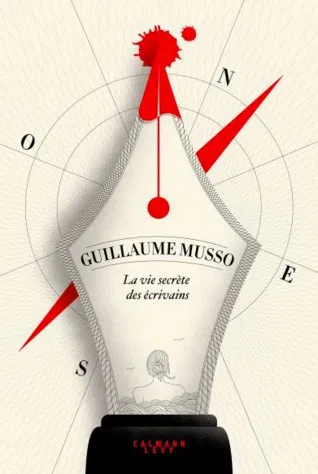 N
O
GUILLAUME MUSSO
E
La vie secrète
des écrivains
S
CALMANN
LEVY